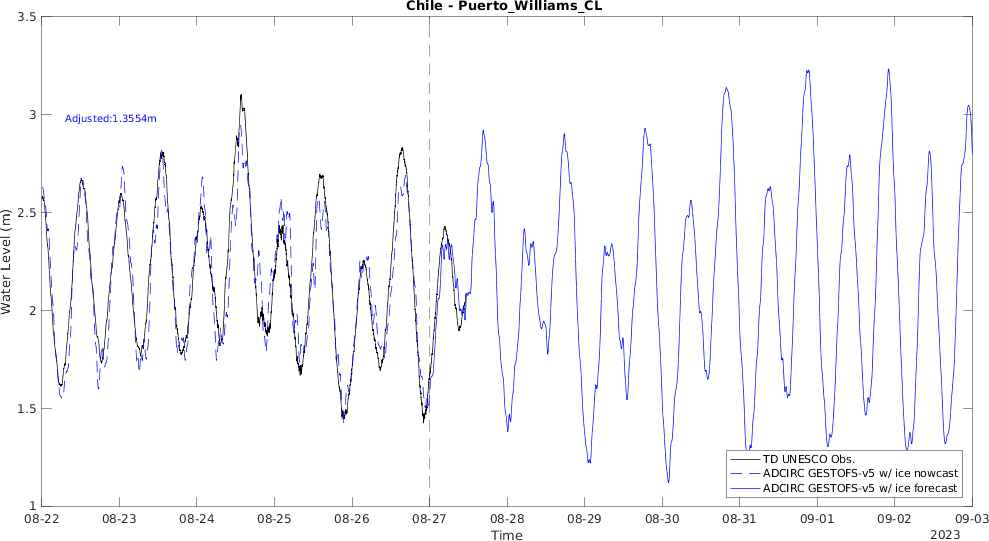 Chile - Puerto_Williams_CL
3.5
3
2.5
2
1.5
1
Water Level (m)
Adjusted:1.3554m
TD UNESCO Obs.
ADCIRC GESTOFS-v5 w/ ice nowcast
ADCIRC GESTOFS-v5 w/ ice forecast
08-22 08-23 08-24 08-25 08-26 08-27 08-28 08-29 08-30 08-31 09-01 09-02 09-03
Time
2023